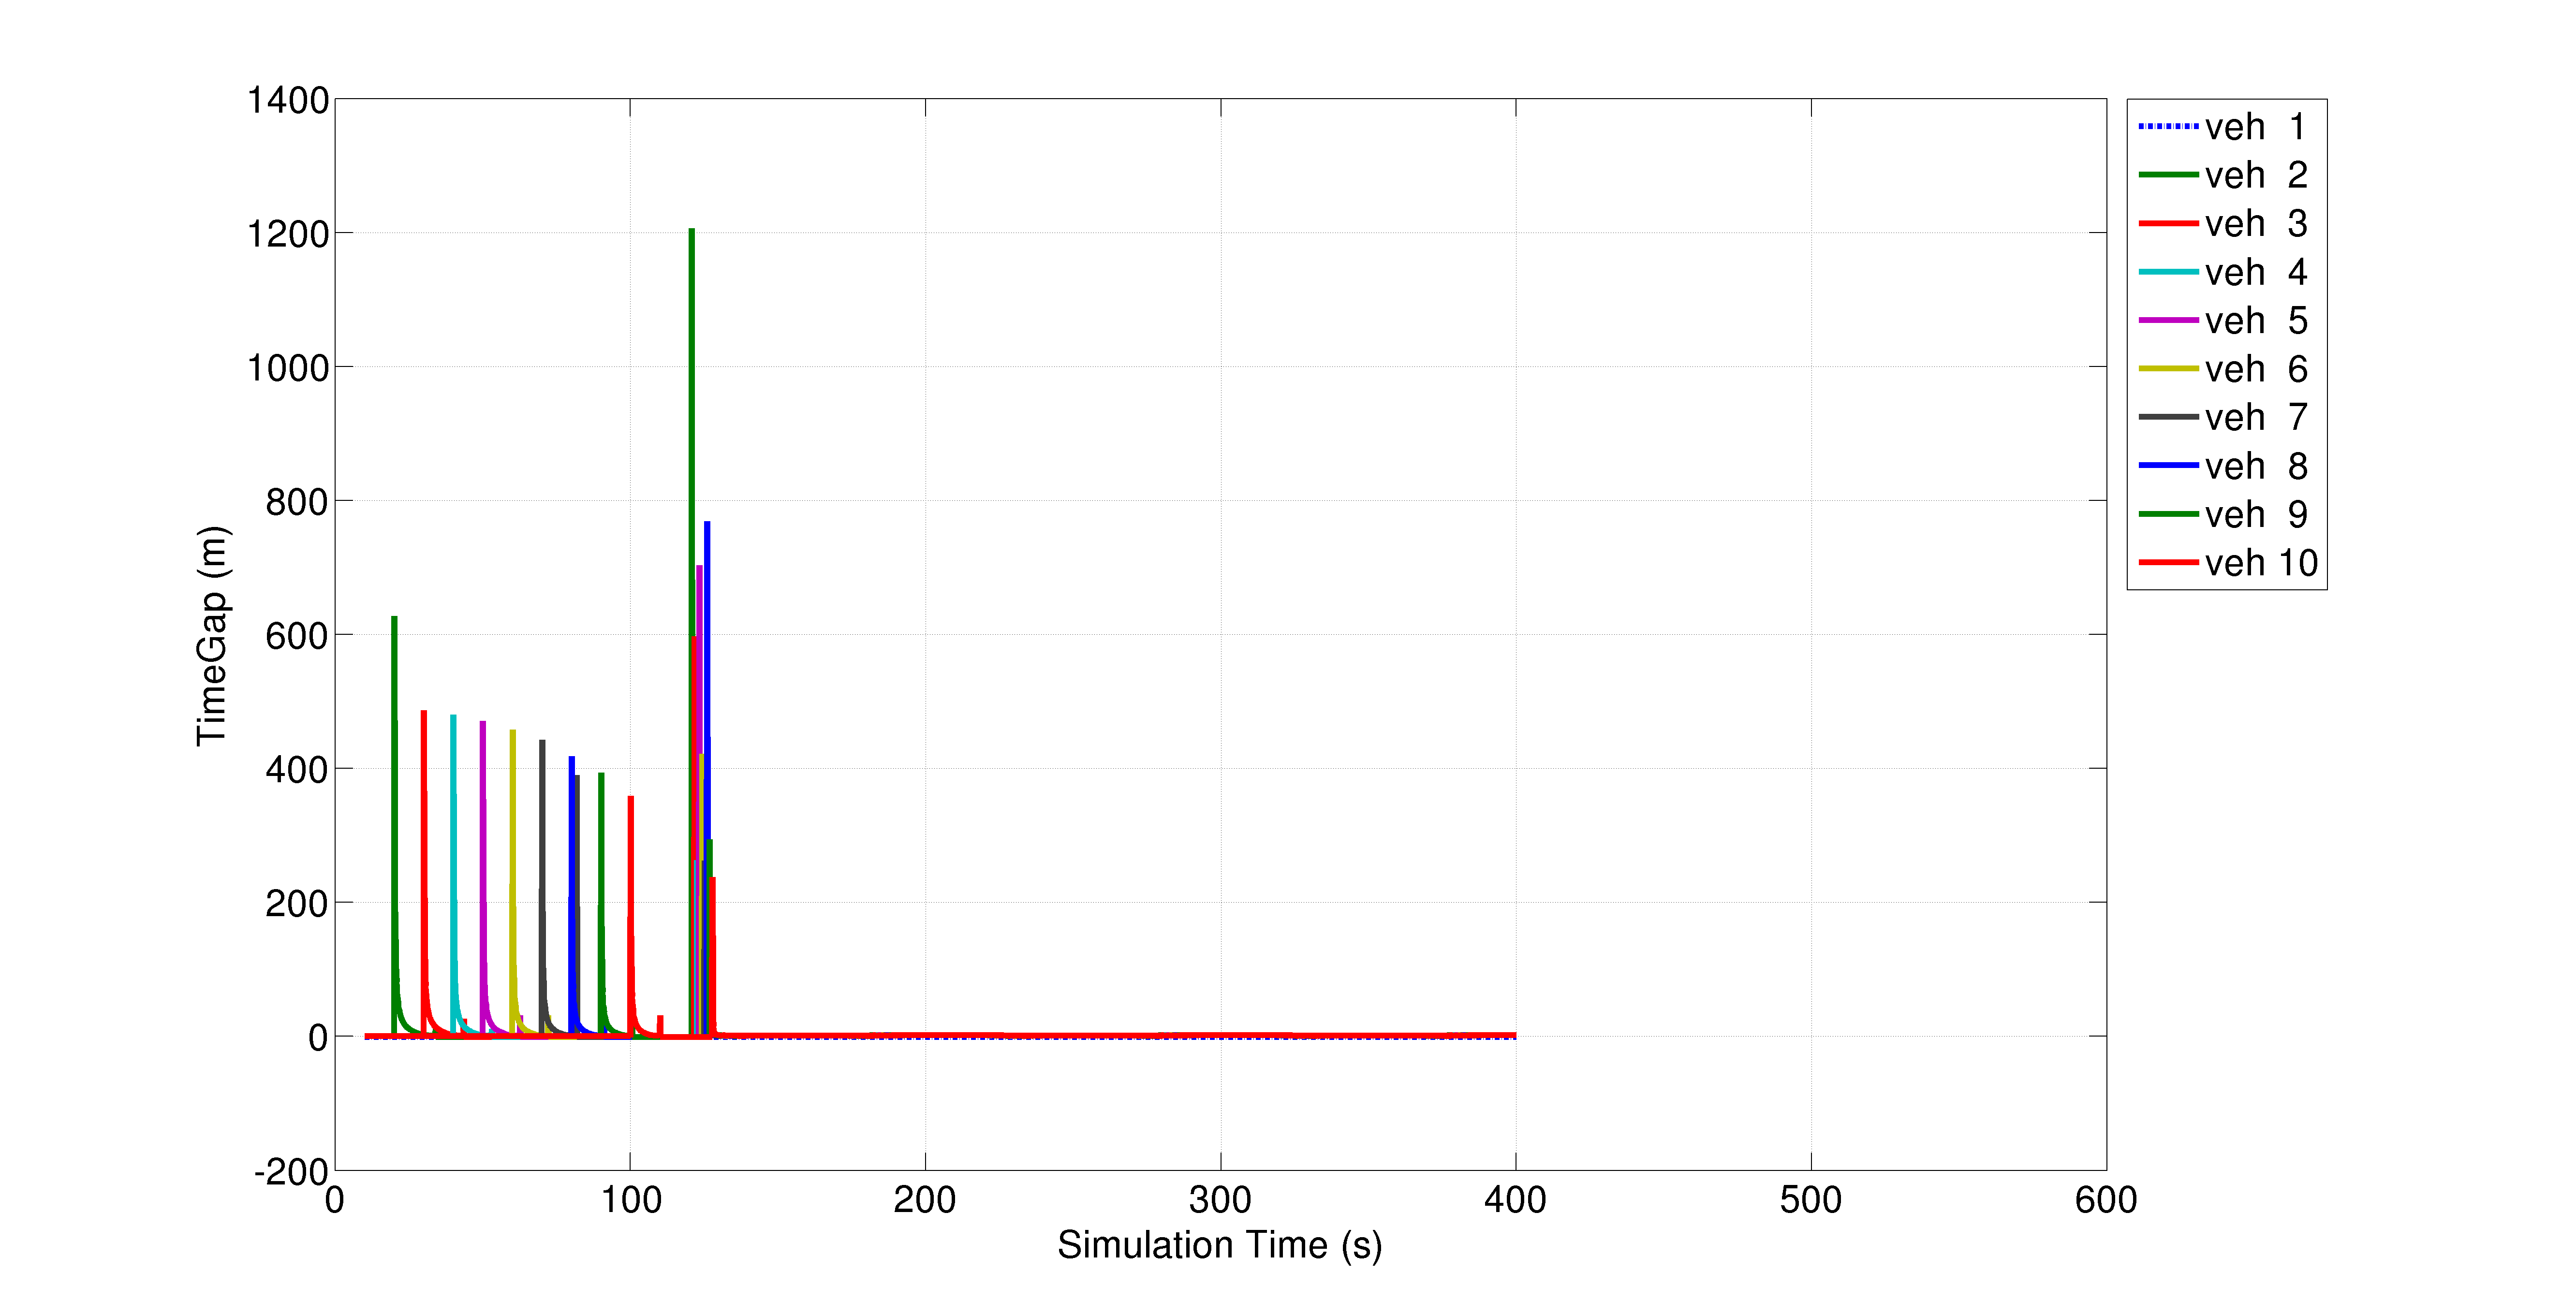 1400
1200
1000
800
600
400
200
0
-200
0 100 200 300 400 500 600
TimeGap (m)
Simulation Time (s)
veh 1
veh 2
veh 3
veh 4
veh 5
veh 6
veh 7
veh 8
veh 9
veh 10